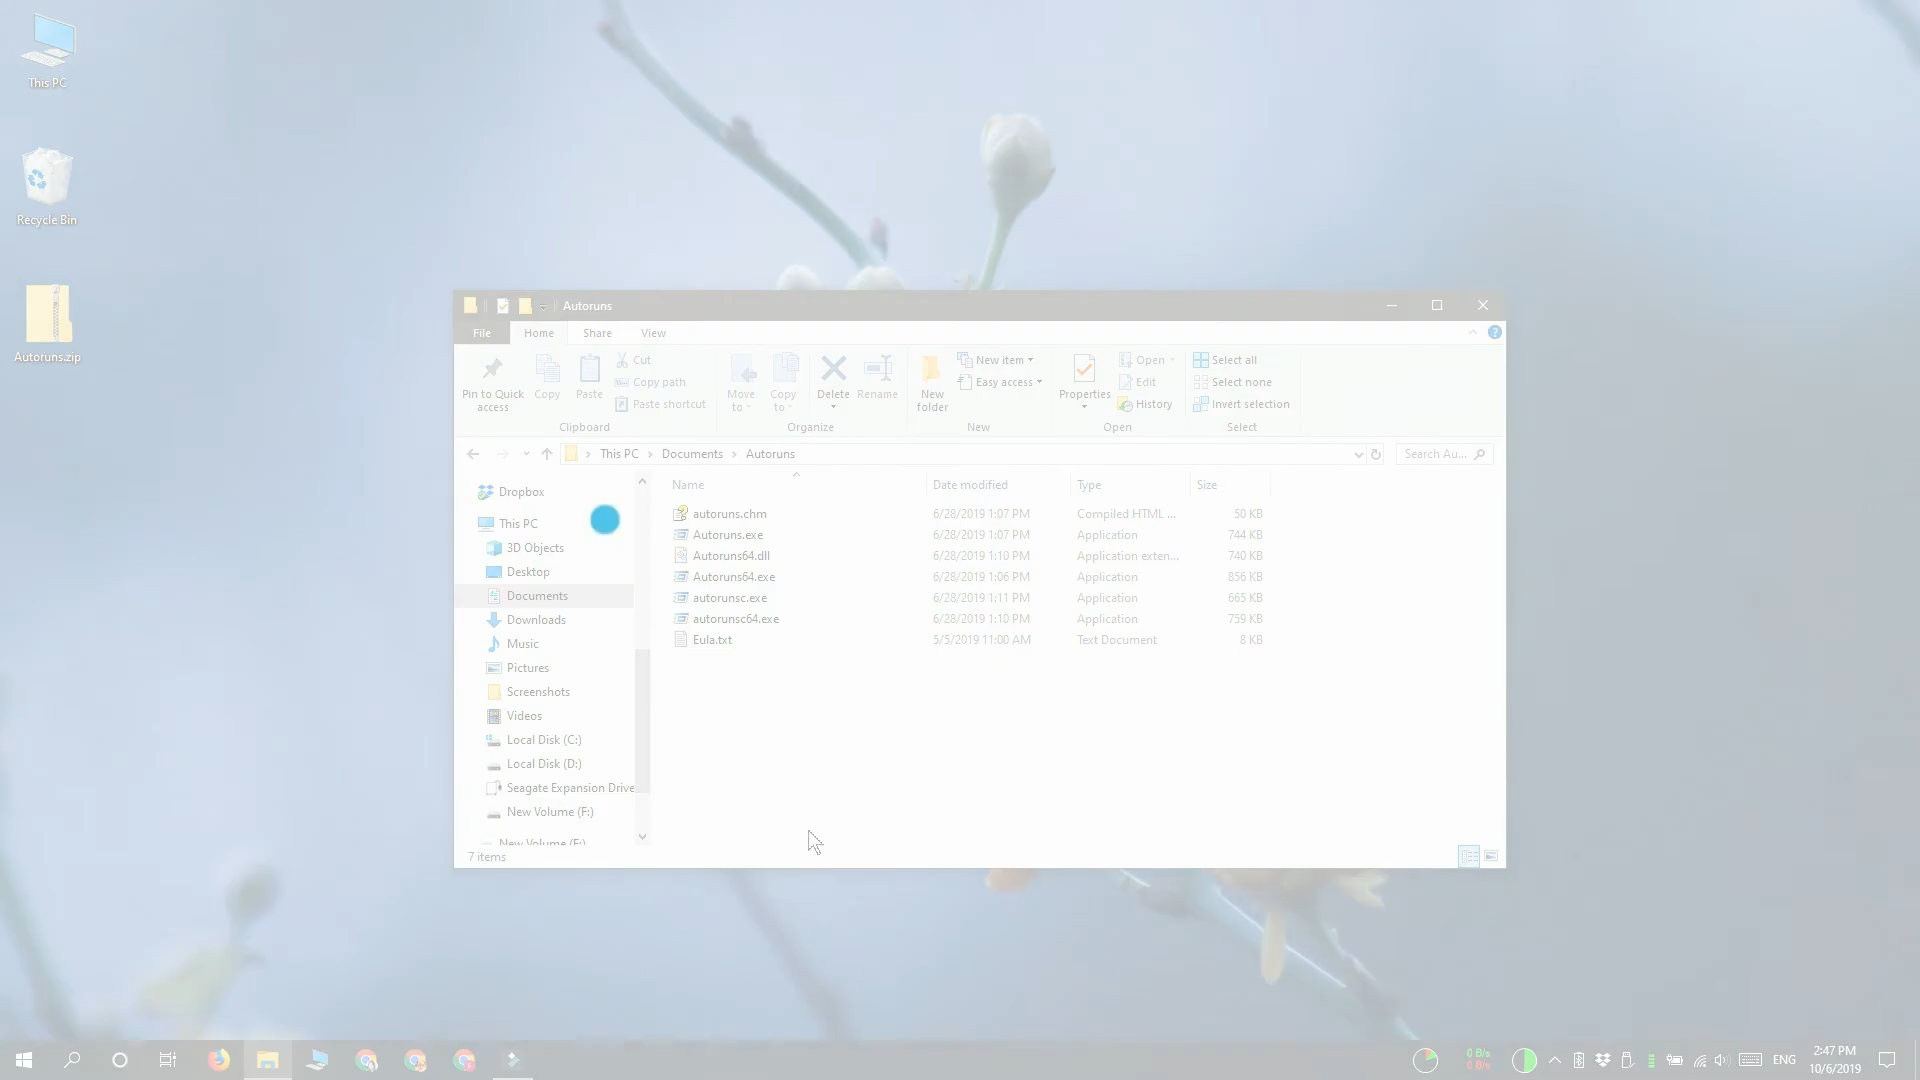 This PC
Recycle Bin
Autoruns.zip
Autoruns
File Home Share View
Pin to Quick access
Copy
Paste
Cut
Copy path
Paste shortcut
Clipboard
Move to
Copy to
Delete
Rename
Organize
New folder
New item
Easy access
New
Properties
Open
Edit
History
Open
Select all
Select none
Invert selection
Select
This PC > Documents > Autoruns
Search Au...
Dropbox
This PC
3D Objects
Desktop
Documents
Downloads
Music
Pictures
Screenshots
Videos
Local Disk (C:)
Local Disk (D:)
Seagate Expansion Drive
New Volume (F:)
Name Date modified Type Size
autoruns.chm 6/28/2019 1:07 PM Compiled HTML ... 50 KB
Autoruns.exe 6/28/2019 1:07 PM Application 744 KB
Autoruns64.dll 6/28/2019 1:10 PM Application exten... 740 KB
Autoruns64.exe 6/28/2019 1:06 PM Application 856 KB
autorunsc.exe 6/28/2019 1:11 PM Application 665 KB
autorunsc64.exe 6/28/2019 1:10 PM Application 759 KB
Eula.txt 5/5/2019 11:00 AM Text Document 8 KB
7 items
0 B/s
0 B/s
ENG
2:47 PM
10/6/2019